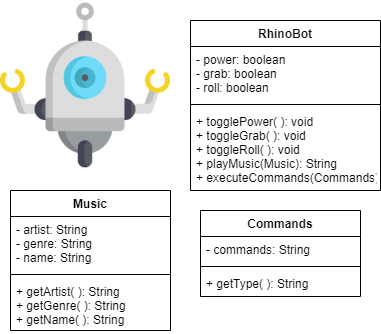 RhinoBot
- power: boolean
- grab: boolean
- roll: boolean
+ togglePower( ): void
+ toggleGrab( ): void
+ toggleRoll( ): void
+ playMusic(Music): String
+ executeCommands(Commands)
Music
- artist: String
- genre: String
- name: String
+ getArtist( ): String
+ getGenre( ): String
+ getName( ): String
Commands
- commands: String
+ getType( ): String